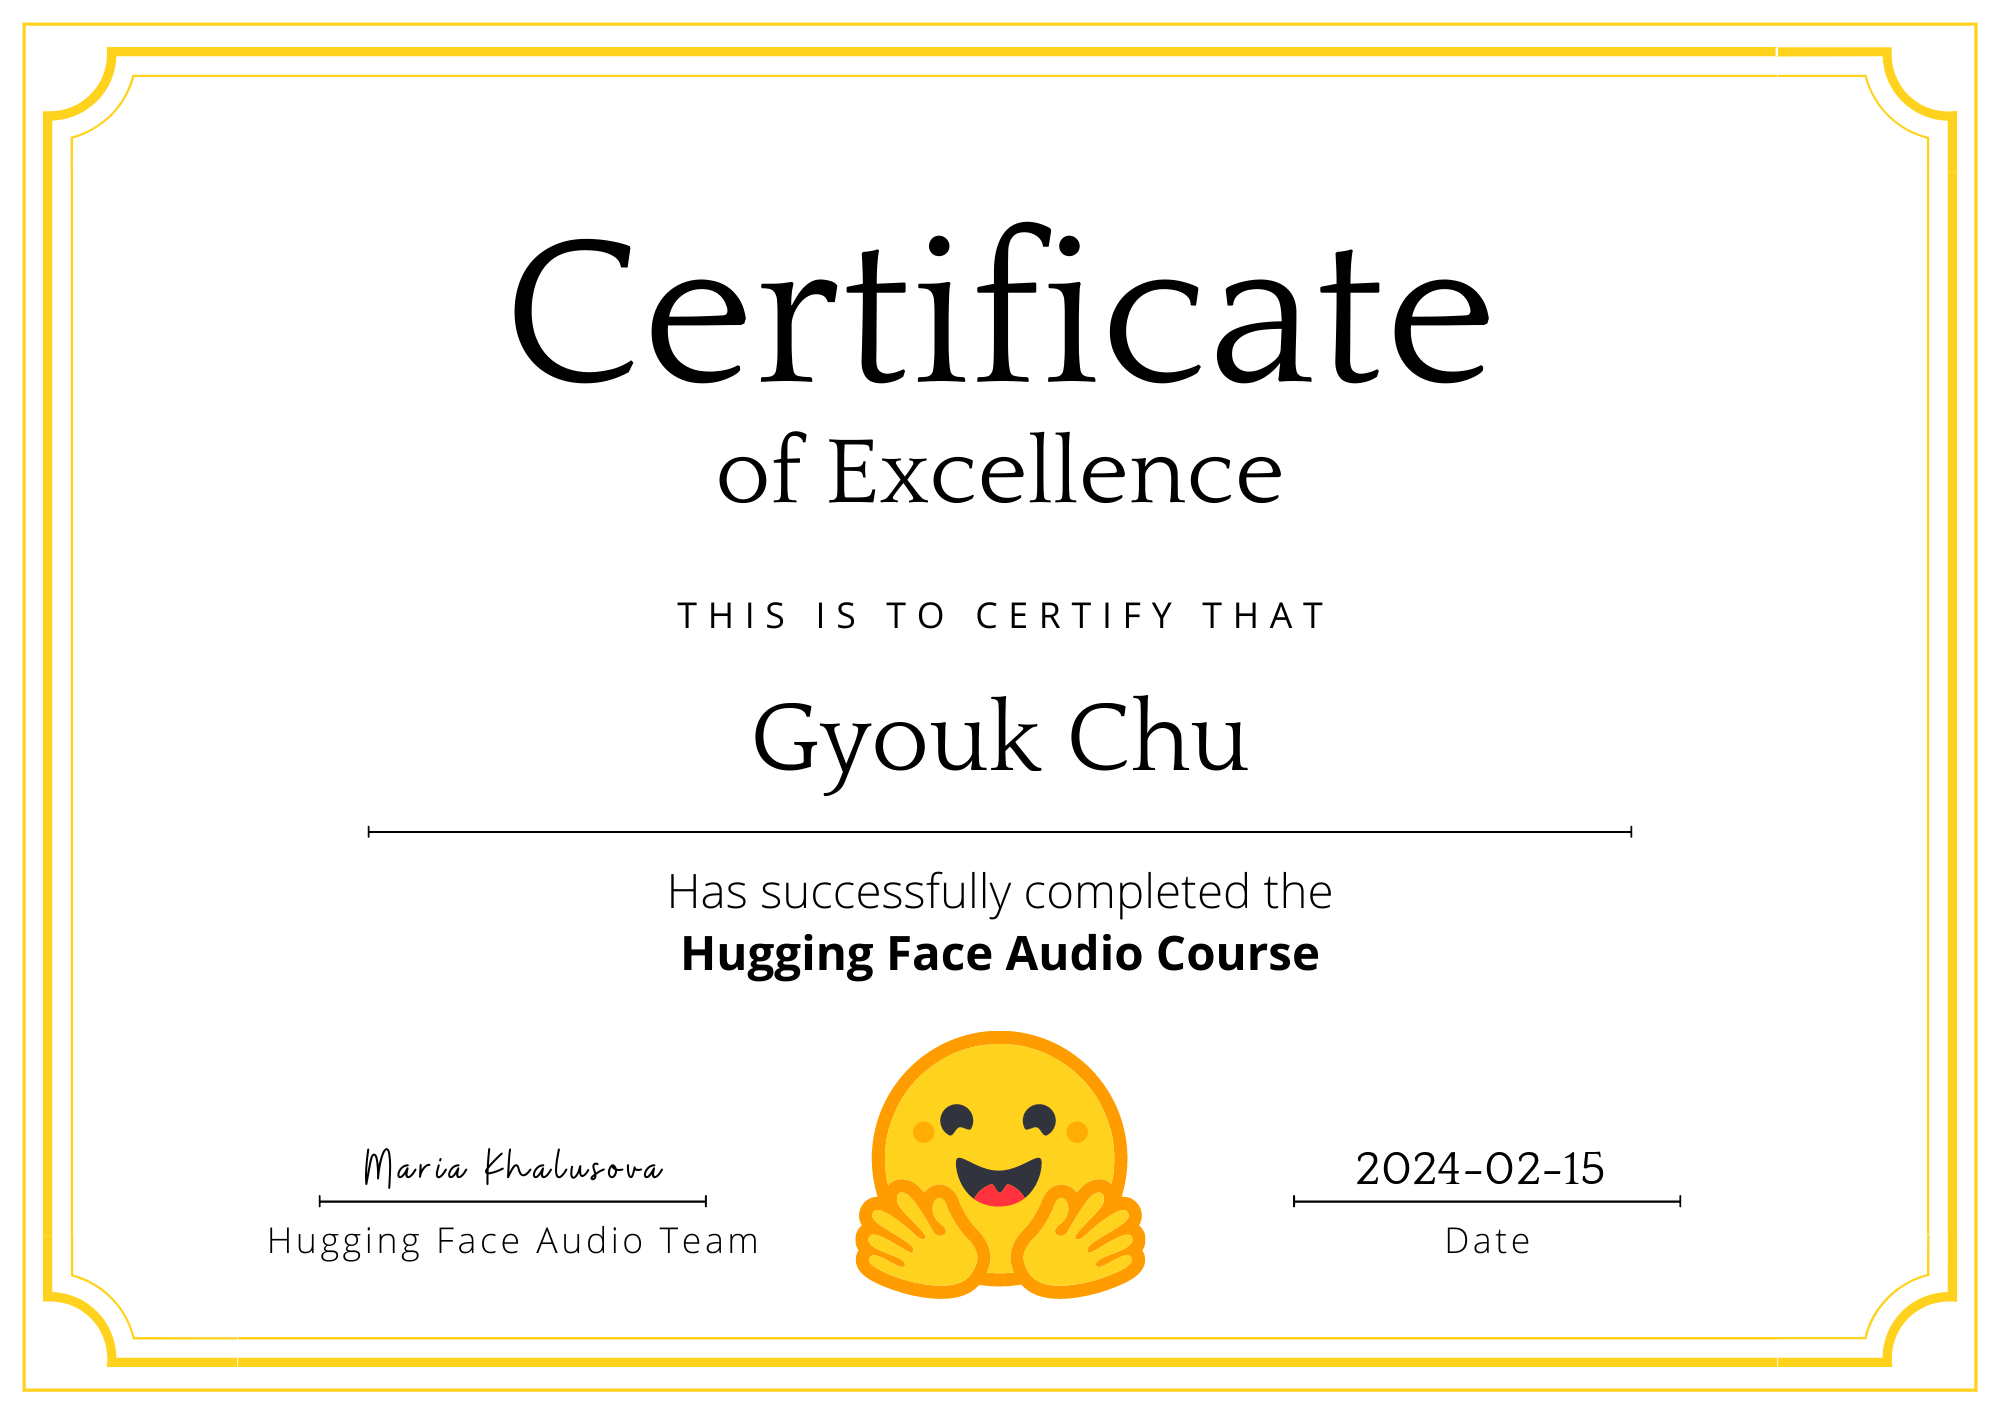 Certificate
of Excellence
THIS IS TO CERTIFY THAT
Gyouk Chu
Has successfully completed the
Hugging Face Audio Course
Maria Khalusova
Hugging Face Audio Team
2024-02-15
Date